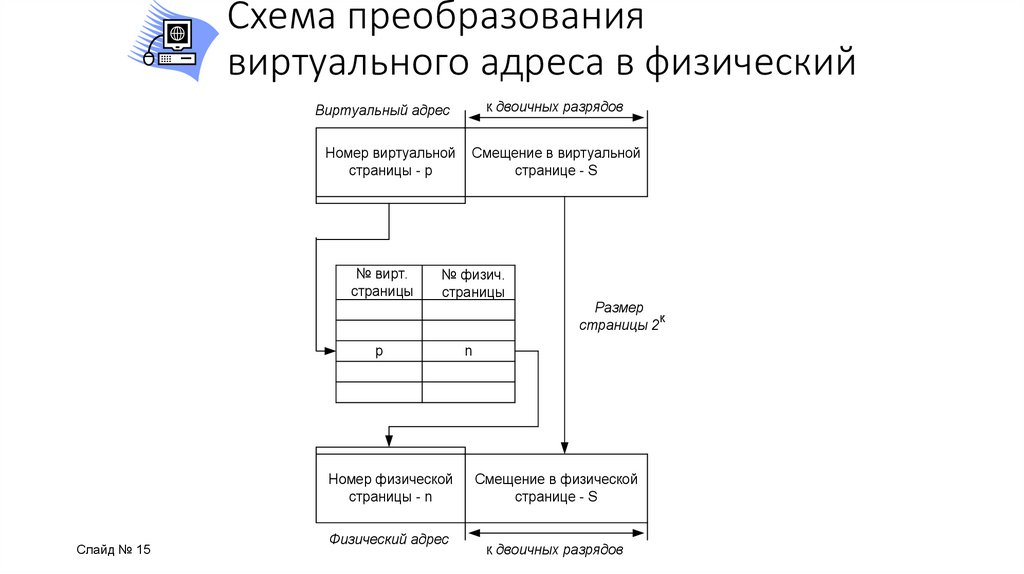 Схема преобразования
виртуального адреса в физический
Виртуальный адрес
к двоичных разрядов
Номер виртуальной
страницы - p
Смещение в виртуальной
странице - S
№ вирт.
страницы
№ физич.
страницы
Размер
страницы 2к
p
n
Номер физической
страницы - n
Смещение в физической
странице - S
Физический адрес
к двоичных разрядов
Слайд № 15